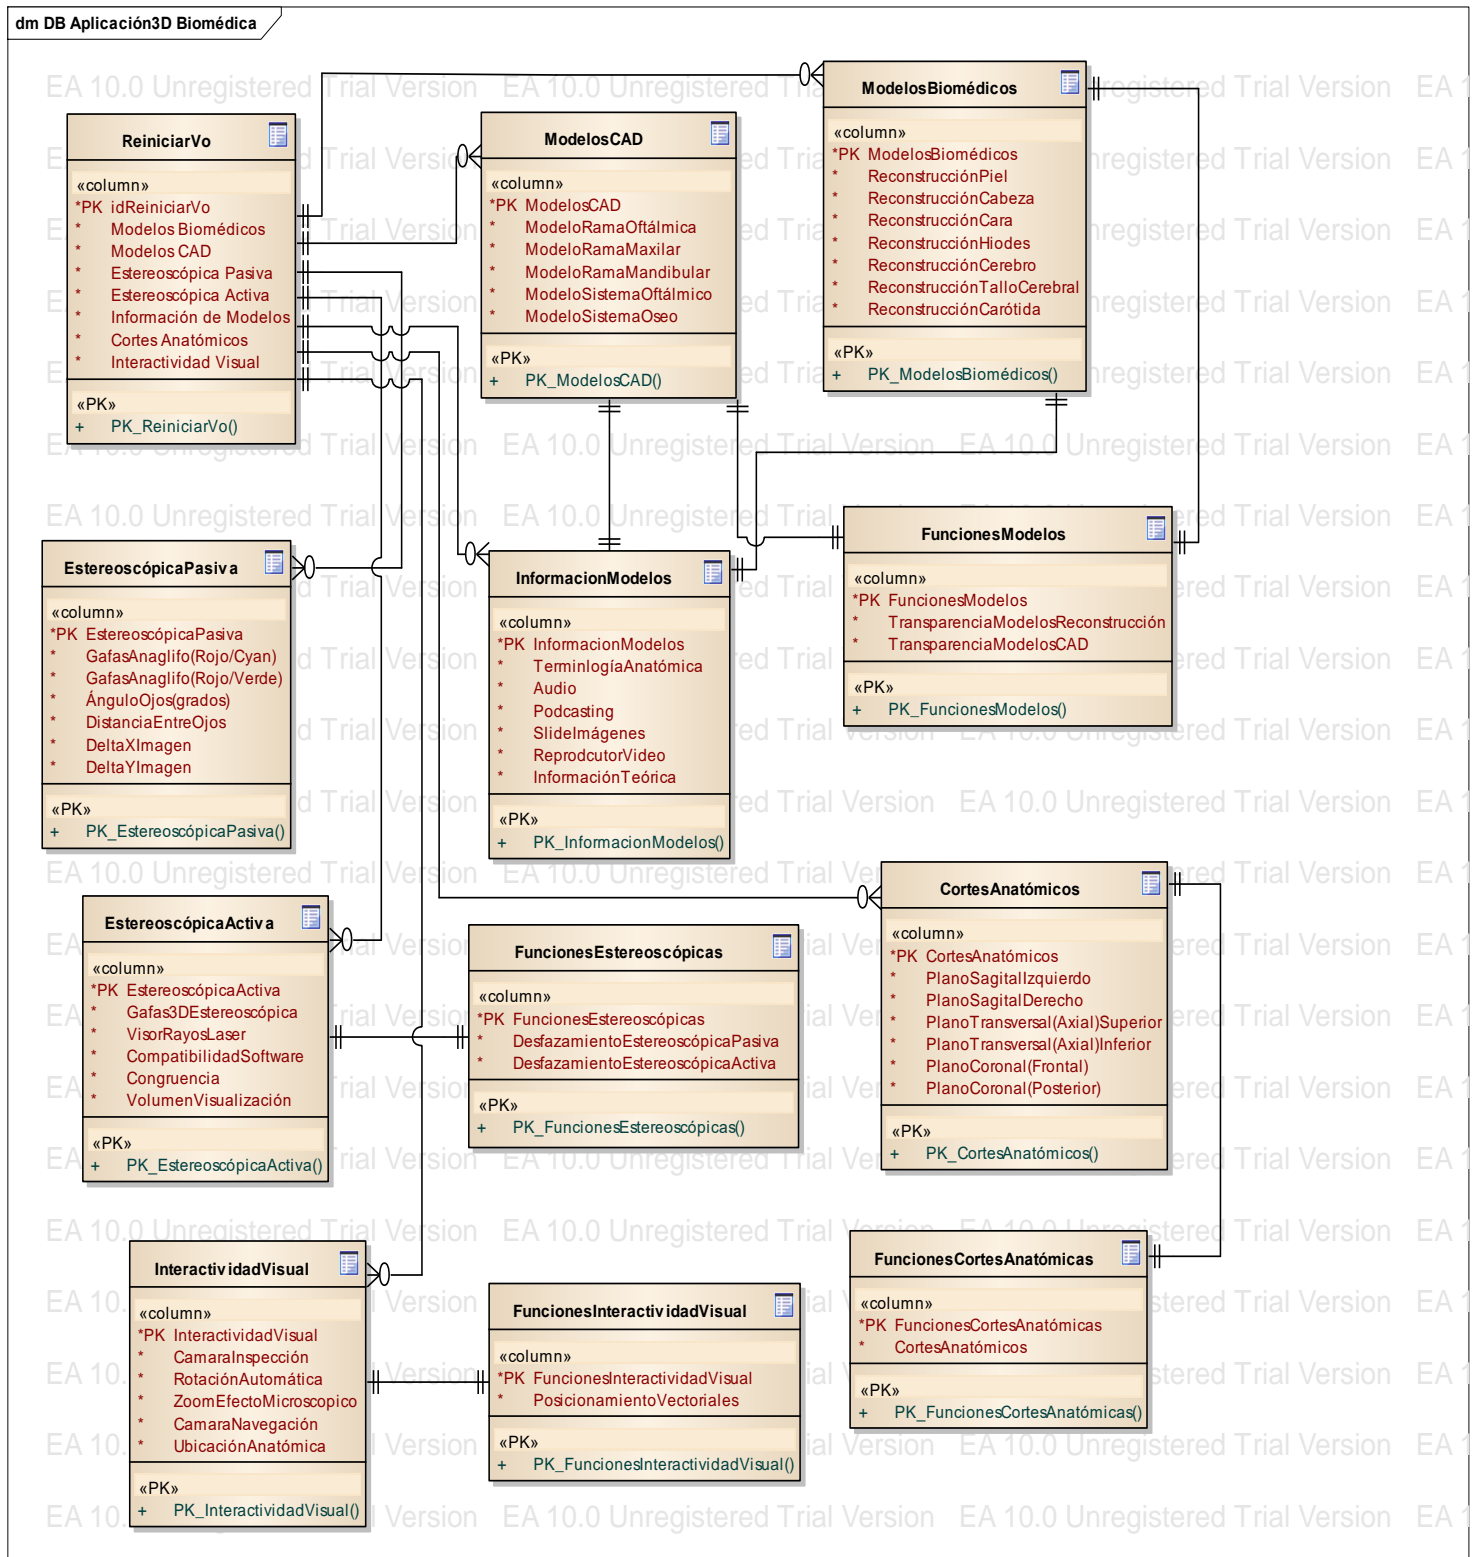 dm DB Aplicación3D Biomédica
EA 10.0 Unregistered Trial Version
ReiniciarVo
«column»
*PK idReiniciarVo
* Modelos Biomédicos
* Modelos CAD
* Estereoscópica Pasiva
* Estereoscópica Activa
* Información de Modelos
* Cortes Anatómicos
* Interactividad Visual
«PK»
+ PK_ReiniciarVo()
ModelosCAD
«column»
*PK ModelosCAD
* ModeloRamaOftálmica
* ModeloRamaMaxilar
* ModeloRamaMandibular
* ModeloSistemaOftálmico
* ModeloSistemaOseo
«PK»
+ PK_ModelosCAD()
ModelosBiomédicos
«column»
*PK ModelosBiomédicos
* ReconstrucciónPiel
* ReconstrucciónCabeza
* ReconstrucciónCara
* ReconstrucciónHiodes
* ReconstrucciónCerebro
* ReconstrucciónTalloCerebral
* ReconstrucciónCarótida
«PK»
+ PK_ModelosBiomédicos()
EstereoscópicaPasiva
«column»
*PK EstereoscópicaPasiva
* GafasAnaglifo(Rojo/Cyan)
* GafasAnaglifo(Rojo/Verde)
* ÁnguloOjos(grados)
* DistanciaEntreOjos
* DeltaXImagen
* DeltaYImagen
«PK»
+ PK_EstereoscópicaPasiva()
InformacionModelos
«column»
*PK InformacionModelos
* TerminlogíaAnatómica
* Audio
* Podcasting
* SlideImágenes
* ReprodcutorVideo
* InformaciónTeórica
«PK»
+ PK_InformacionModelos()
FuncionesModelos
«column»
*PK FuncionesModelos
* TransparenciaModelosReconstrucción
* TransparenciaModelosCAD
«PK»
+ PK_FuncionesModelos()
EstereoscópicaActiva
«column»
*PK EstereoscópicaActiva
* Gafas3DEstereoscópica
* VisorRayosLaser
* CompatibilidadSoftware
* Congruencia
* VolumenVisualización
«PK»
+ PK_EstereoscópicaActiva()
FuncionesEstereoscópicas
«column»
*PK FuncionesEstereoscópicas
* DesfazamientoEstereoscópicaPasiva
* DesfazamientoEstereoscópicaActiva
«PK»
+ PK_FuncionesEstereoscópicas()
CortesAnatómicos
«column»
*PK CortesAnatómicos
* PlanoSagitalIzquierdo
* PlanoSagitalDerecho
* PlanoTransversal(Axial)Superior
* PlanoTransversal(Axial)Inferior
* PlanoCoronal(Frontal)
* PlanoCoronal(Posterior)
«PK»
+ PK_CortesAnatómicos()
InteractividadVisual
«column»
*PK InteractividadVisual
* CamaraInspección
* RotaciónAutomática
* ZoomEfectoMicroscopico
* CamaraNavegación
* UbicaciónAnatómica
«PK»
+ PK_InteractividadVisual()
FuncionesInteractividadVisual
«column»
*PK FuncionesInteractividadVisual
* PosicionamientoVectoriales
«PK»
+ PK_FuncionesInteractividadVisual()
FuncionesCortesAnatómicas
«column»
*PK FuncionesCortesAnatómicas
* CortesAnatómicos
«PK»
+ PK_FuncionesCortesAnatómicas()